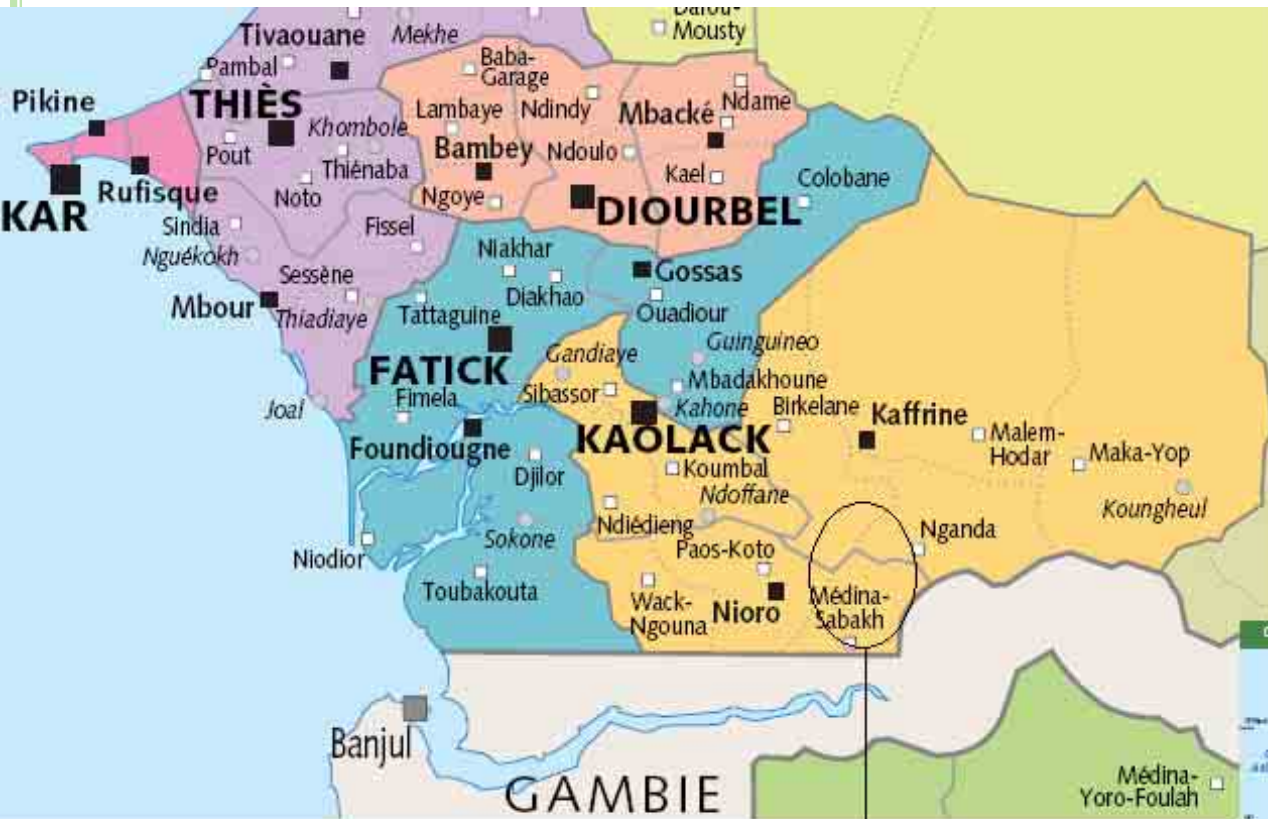 Darou-
Mousty
Tivaouane
Mekhe
Pambal
Baba-
Garage
Pikine
THIÈS
Lambaye
Ndindy
Mbacké
Ndame
Khombole
Pout
Thiénaba
Bambey
Ndoulo
Kael
Colobane
KAR
Rufisque
Noto
Ngoye
DIOURBEL
Sindia
Fissel
Nguékokh
Niakhar
Gossas
Sessène
Diakhao
Ouadiour
Mbour
Thiadiaye
Tattaguine
Guinguineo
FATICK
Gandiaye
Mbadakhoune
Joal
Fimela
Sibassor
Kahone
Birkelane
Kaffrine
Foundiougne
KAOLACK
Malem-
Hodar
Maka-Yop
Djilor
Koumbal
Ndoffane
Koungheul
Sokone
Ndiédieng
Nganda
Niodior
Paos-Koto
Toubakouta
Wack-
Ngouna
Nioro
Médina-
Sabakh
Banjul
GAMBIE
Médina-
Yoro-Foulah